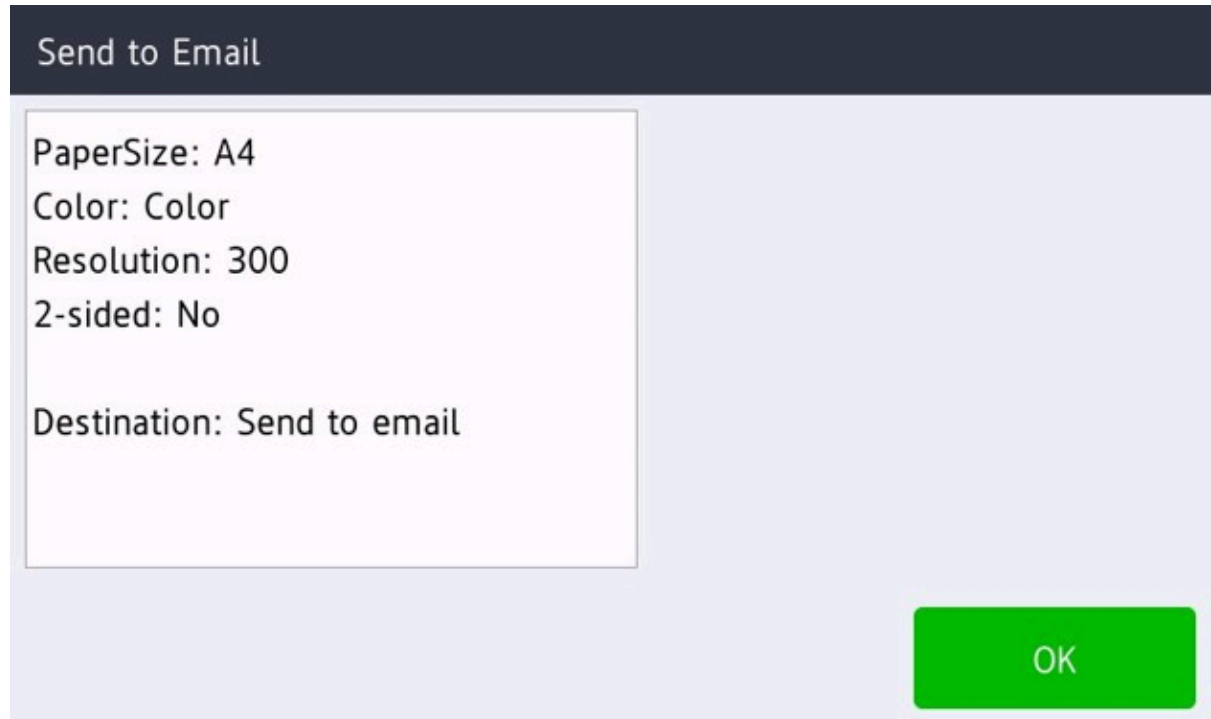 Send to Email
PaperSize: A4
Color: Color
Resolution: 300
2-sided: No
Destination: Send to email
OK